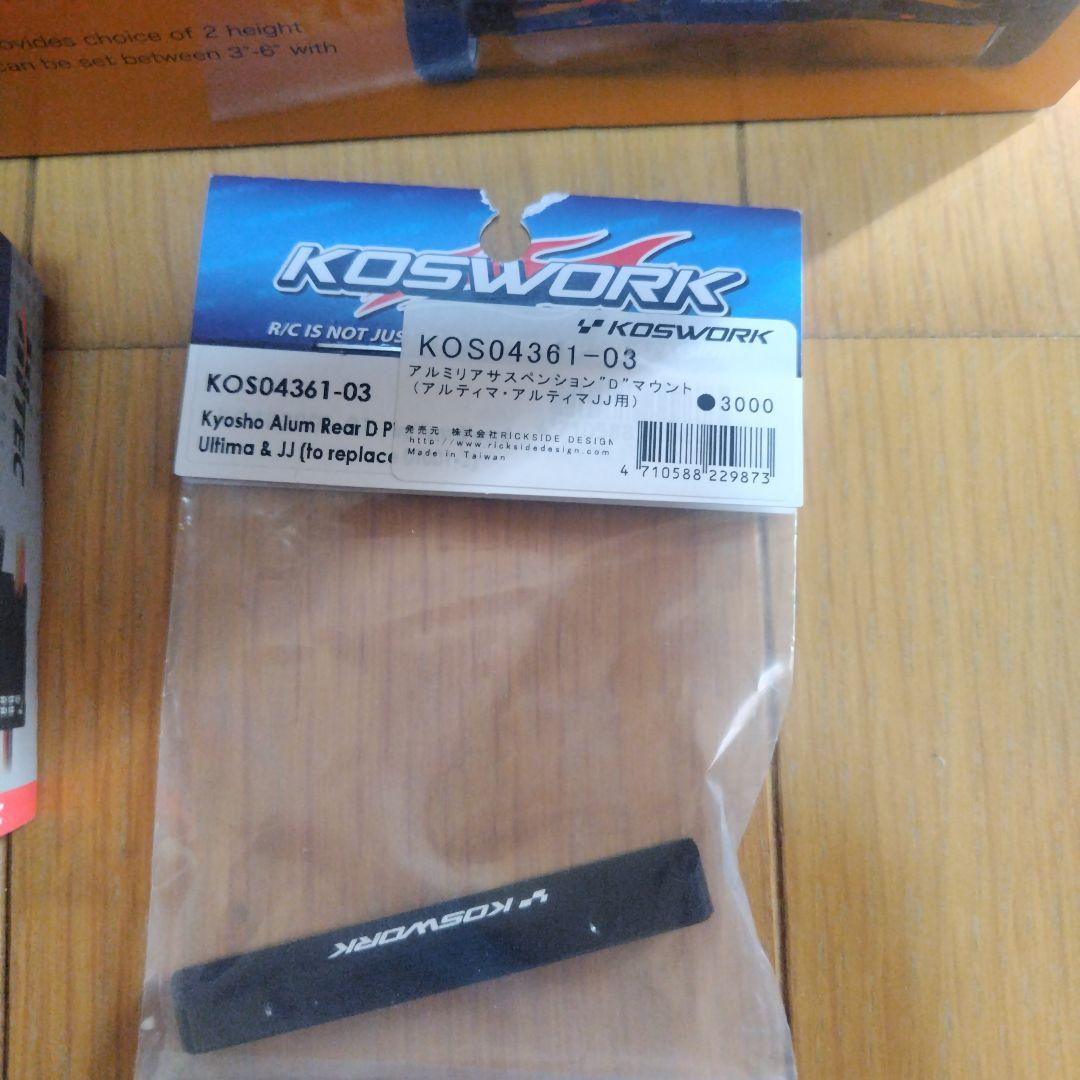 ovides choice of 2 height
can be set between 3"-6" with
KOSWORK
R/C IS NOT JUS
KOSWORK
KOS04361-03
アルミリアサスペンション"D"マウント
(アルティマ・アルティマJJ用)
●3000
発売元 株式会社RICKSIDE DESIGN
http://www.ricksidedesign.com
Made in Taiwan
4 710588 229873
KOS04361-03
Kyosho Alum Rear D P
Ultima & JJ (to replace
KOSWORK